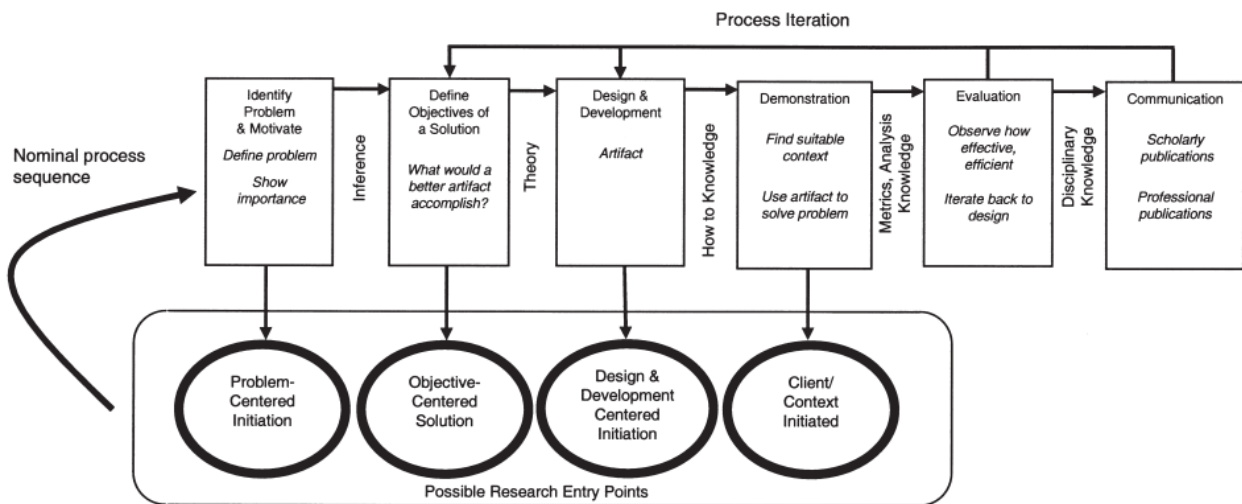 Process Iteration
Nominal process
sequence
Identify
Problem
& Motivate
Define problem
Show
importance
Inference
Define
Objectives of
a Solution
What would a
better artifact
accomplish?
Theory
Design &
Development
Artifact
How to Knowledge
Demonstration
Find suitable
context
Use artifact to
solve problem
Metrics, Analysis
Knowledge
Evaluation
Observe how
effective,
efficient
Iterate back to
design
Disciplinary
Knowledge
Communication
Scholarly
publications
Professional
publications
Problem-
Centered
Initiation
Objective-
Centered
Solution
Design &
Development
Centered
Initiation
Client/
Context
Initiated
Possible Research Entry Points